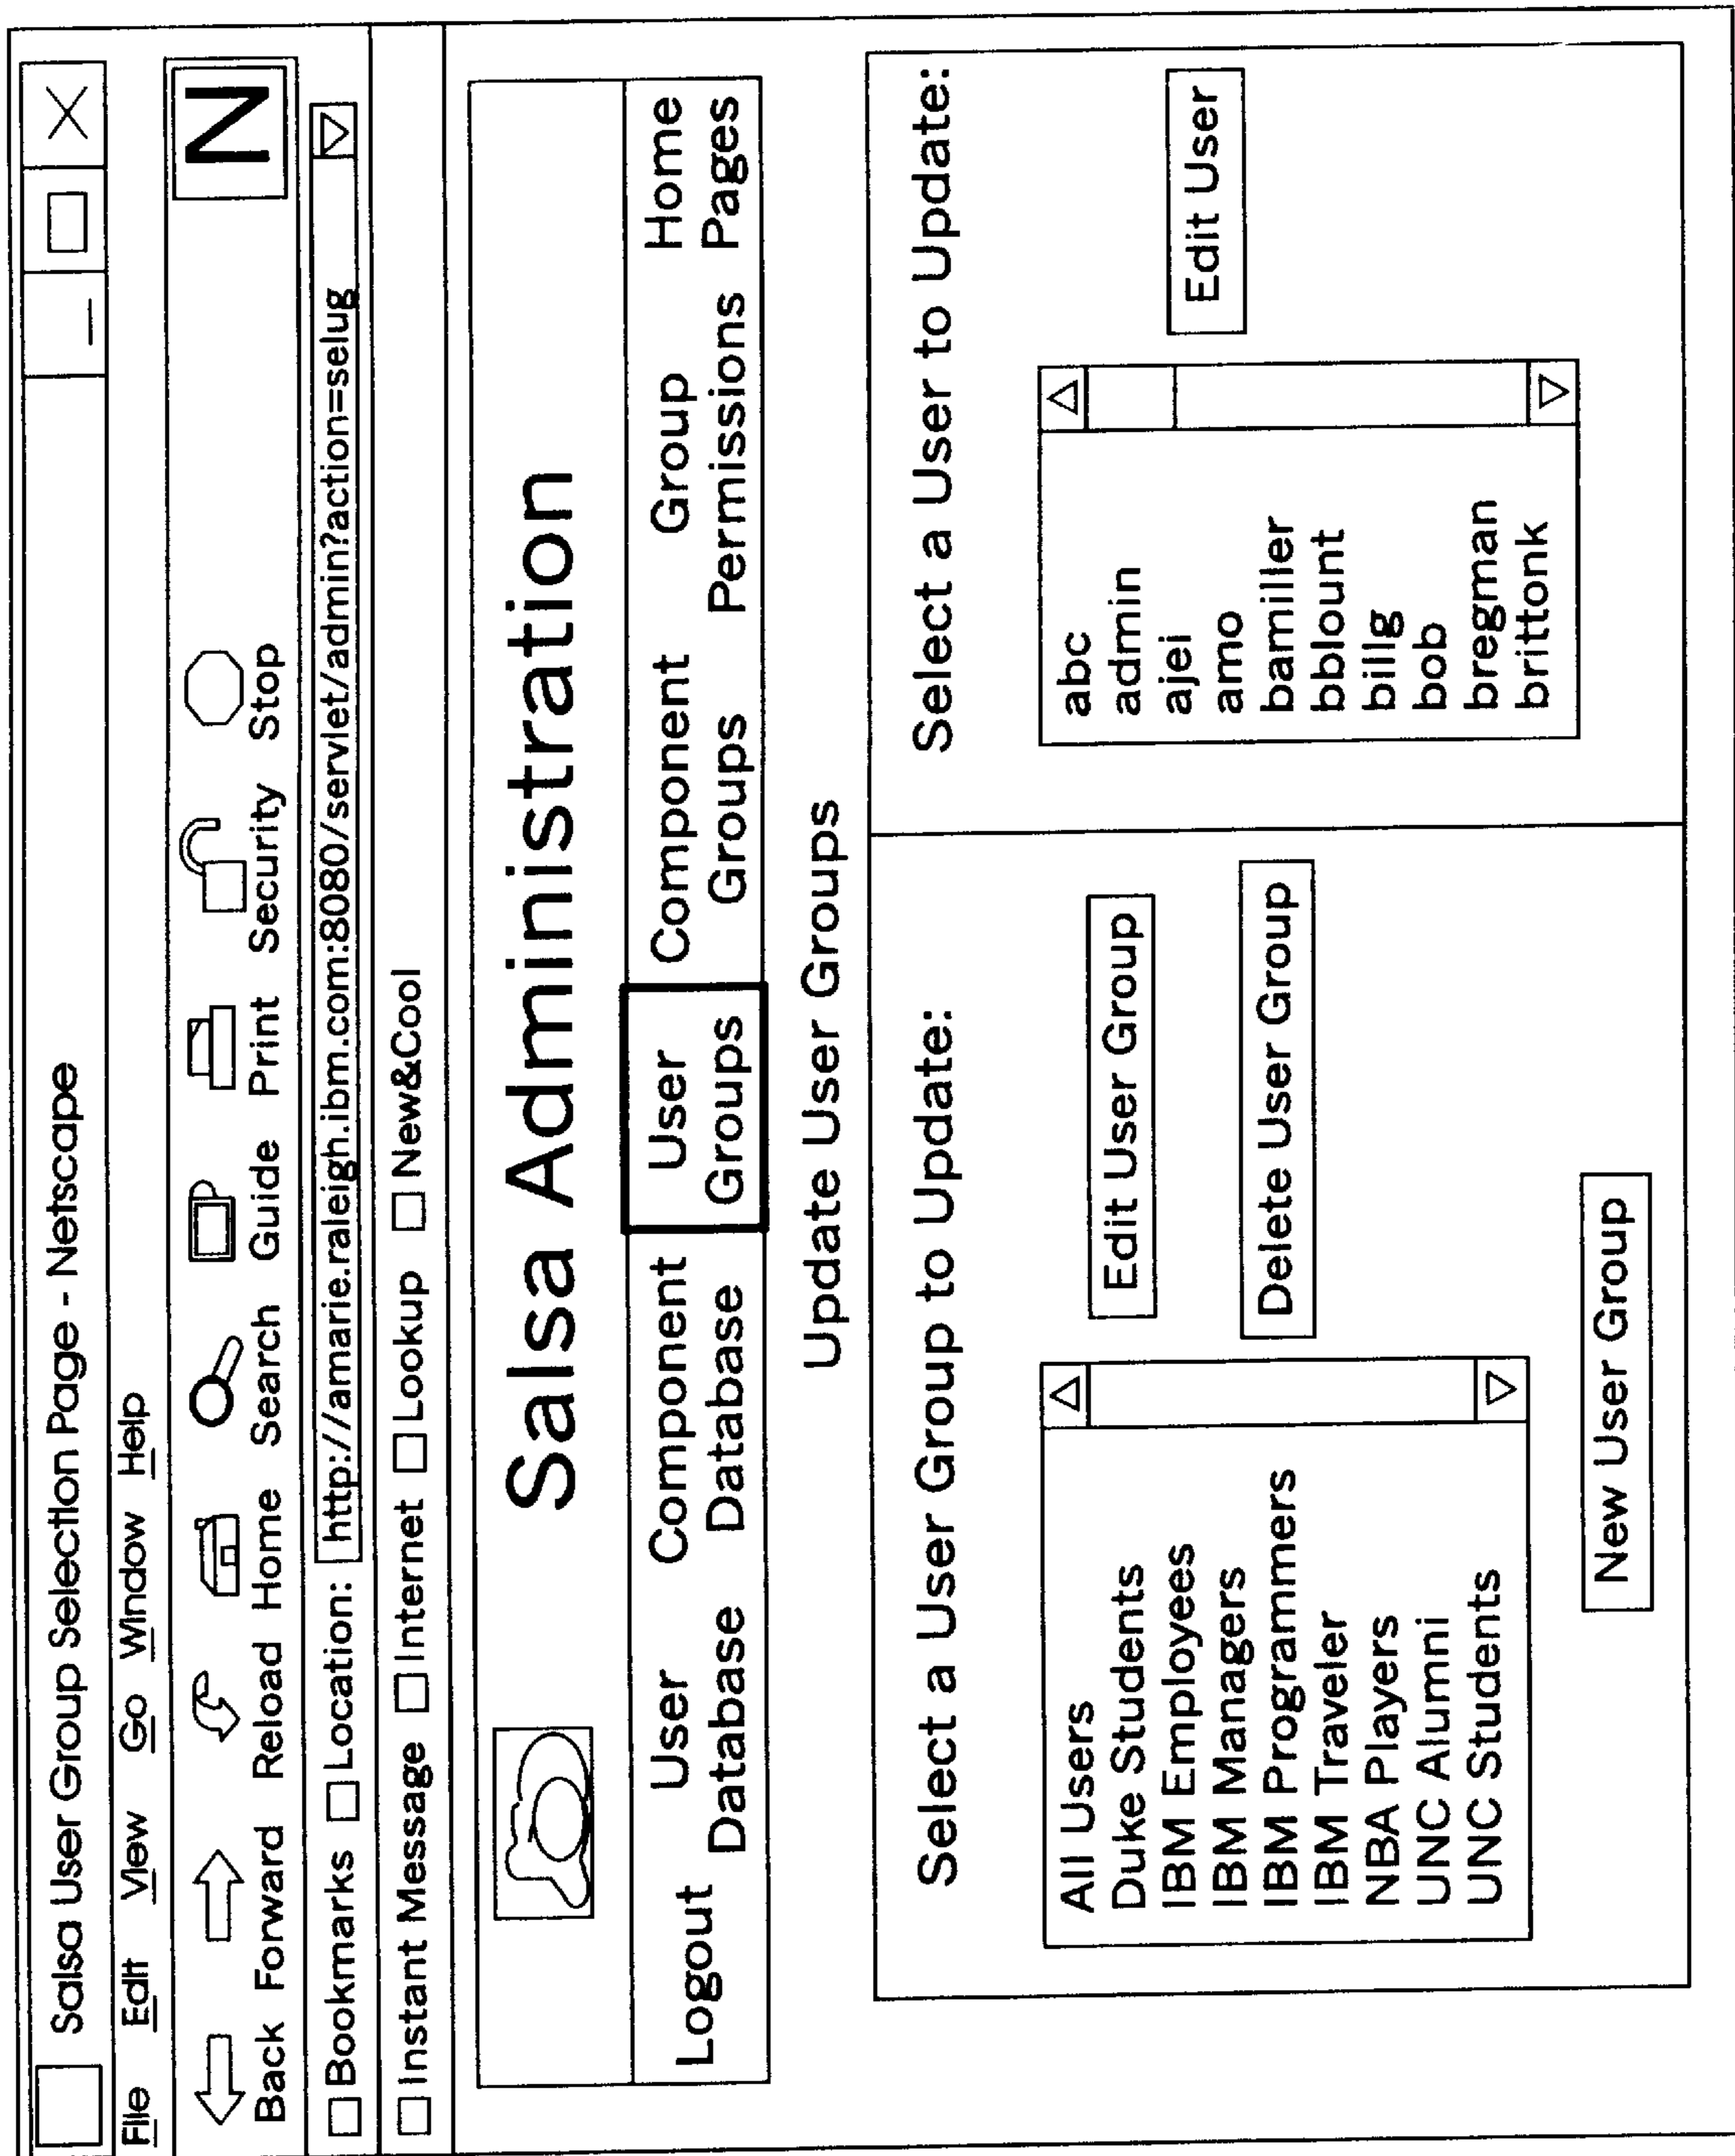 Salsa User Group Selection Page - Netscape
File Edit View Go Window Help
N
Back Forward Reload Home Search Guide Print Security Stop
Bookmarks Location: http://amarie.raleigh.ibm.com:8080/servlet/admin?action=selug
Instant Message Internet Lookup New&Cool
Salsa Administration
Logout User Database Component Database User Groups Component Groups Group Permissions Home Pages
Update User Groups
Select a User Group to Update:
All Users
Duke Students
IBM Employees
IBM Managers
IBM Programmers
IBM Traveler
NBA Players
UNC Alumni
UNC Students
Edit User Group
Delete User Group
New User Group
Select a User to Update:
abc
admin
ajei
amo
bamiller
bblount
billg
bob
bregman
brittonk
Edit User